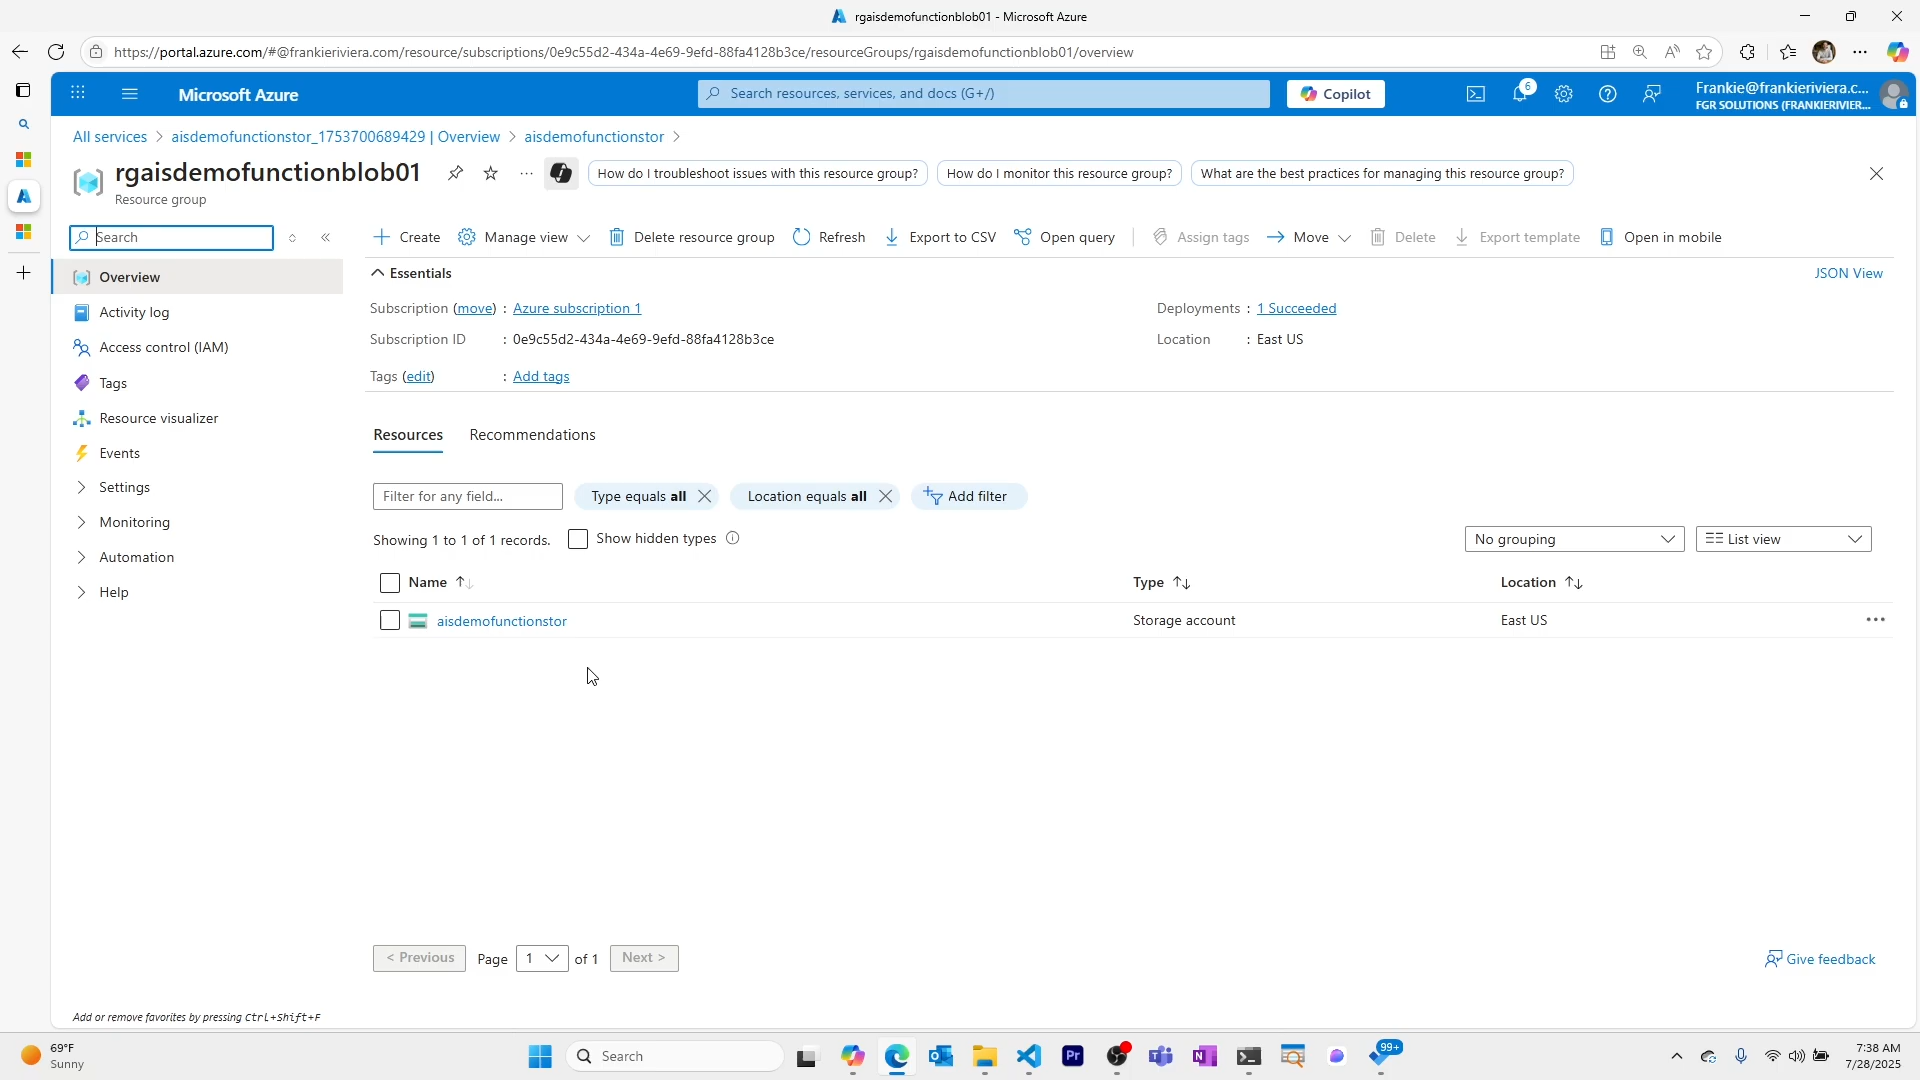 rgaisdemofunctionblob01 - Microsoft Azure
https://portal.azure.com/#@frankieriviera.com/resource/subscriptions/0e9c55d2-434a-4e69-9efd-88fa4128b3ce/resourceGroups/rgaisdemofunctionblob01/overview
Microsoft Azure
Search resources, services, and docs (G+/)
Copilot
6
Frankie@frankieriviera.c...
FGR SOLUTIONS (FRANKIERIVIER...
All services > aisdemofunctionstor_1753700689429 | Overview > aisdemofunctionstor >
rgaisdemofunctionblob01
Resource group
How do I troubleshoot issues with this resource group?
How do I monitor this resource group?
What are the best practices for managing this resource group?
Search
Create
Manage view
Delete resource group
Refresh
Export to CSV
Open query
Assign tags
Move
Delete
Export template
Open in mobile
Overview
Activity log
Access control (IAM)
Tags
Resource visualizer
Events
Settings
Monitoring
Automation
Help
Essentials
JSON View
Subscription (move) : Azure subscription 1
Deployments : 1 Succeeded
Subscription ID : 0e9c55d2-434a-4e69-9efd-88fa4128b3ce
Location : East US
Tags (edit) : Add tags
Resources
Recommendations
Filter for any field...
Type equals all
Location equals all
Add filter
Showing 1 to 1 of 1 records.
Show hidden types
No grouping
List view
Name
Type
Location
aisdemofunctionstor
Storage account
East US
< Previous
Page 1 of 1
Next >
Give feedback
Add or remove favorites by pressing Ctrl+Shift+F
69°F
Sunny
Search
Pr
99+
7:38 AM
7/28/2025